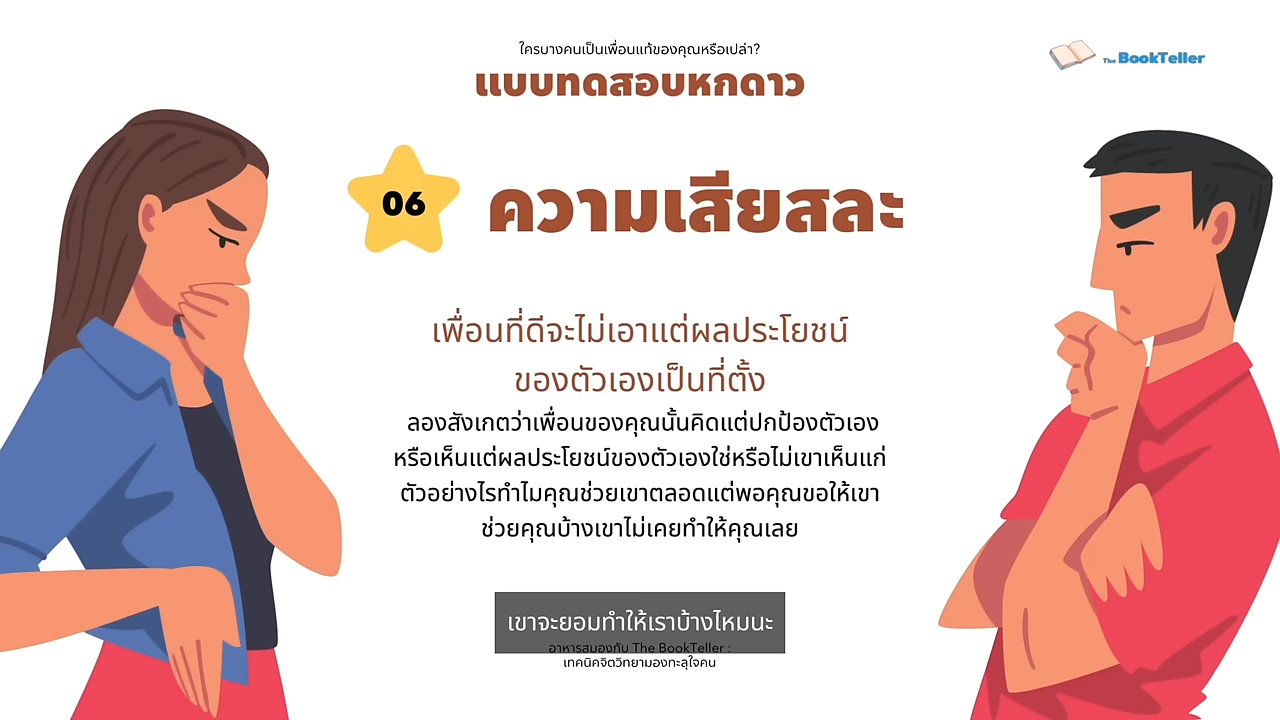 ใครบางคนเป็นเพื่อนแท้ของคุณหรือเปล่า?
แบบทดสอบหกดาว
The BookTeller
06
ความเสียสละ
เพื่อนที่ดีจะไม่เอาแต่ผลประโยชน์
ของตัวเองเป็นที่ตั้ง
ลองสังเกตว่าเพื่อนของคุณนั้นคิดแต่ปกป้องตัวเอง
หรือเห็นแต่ผลประโยชน์ของตัวเองใช่หรือไม่เขาเห็นแก่
ตัวอย่างไรทำไมคุณช่วยเขาตลอดแต่พอคุณขอให้เขา
ช่วยคุณบ้างเขาไม่เคยทำให้คุณเลย
เขาจะยอมทำให้เราบ้างไหมนะ
อาหารสมองกับ The BookTeller :
เทคนิคจิตวิทยามองทะลุใจคน